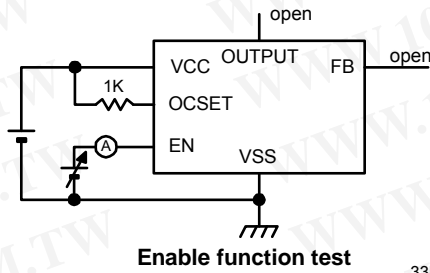 open
VCC
OUTPUT
FB
open
1K
OCSET
A
EN
VSS
Enable function test
33